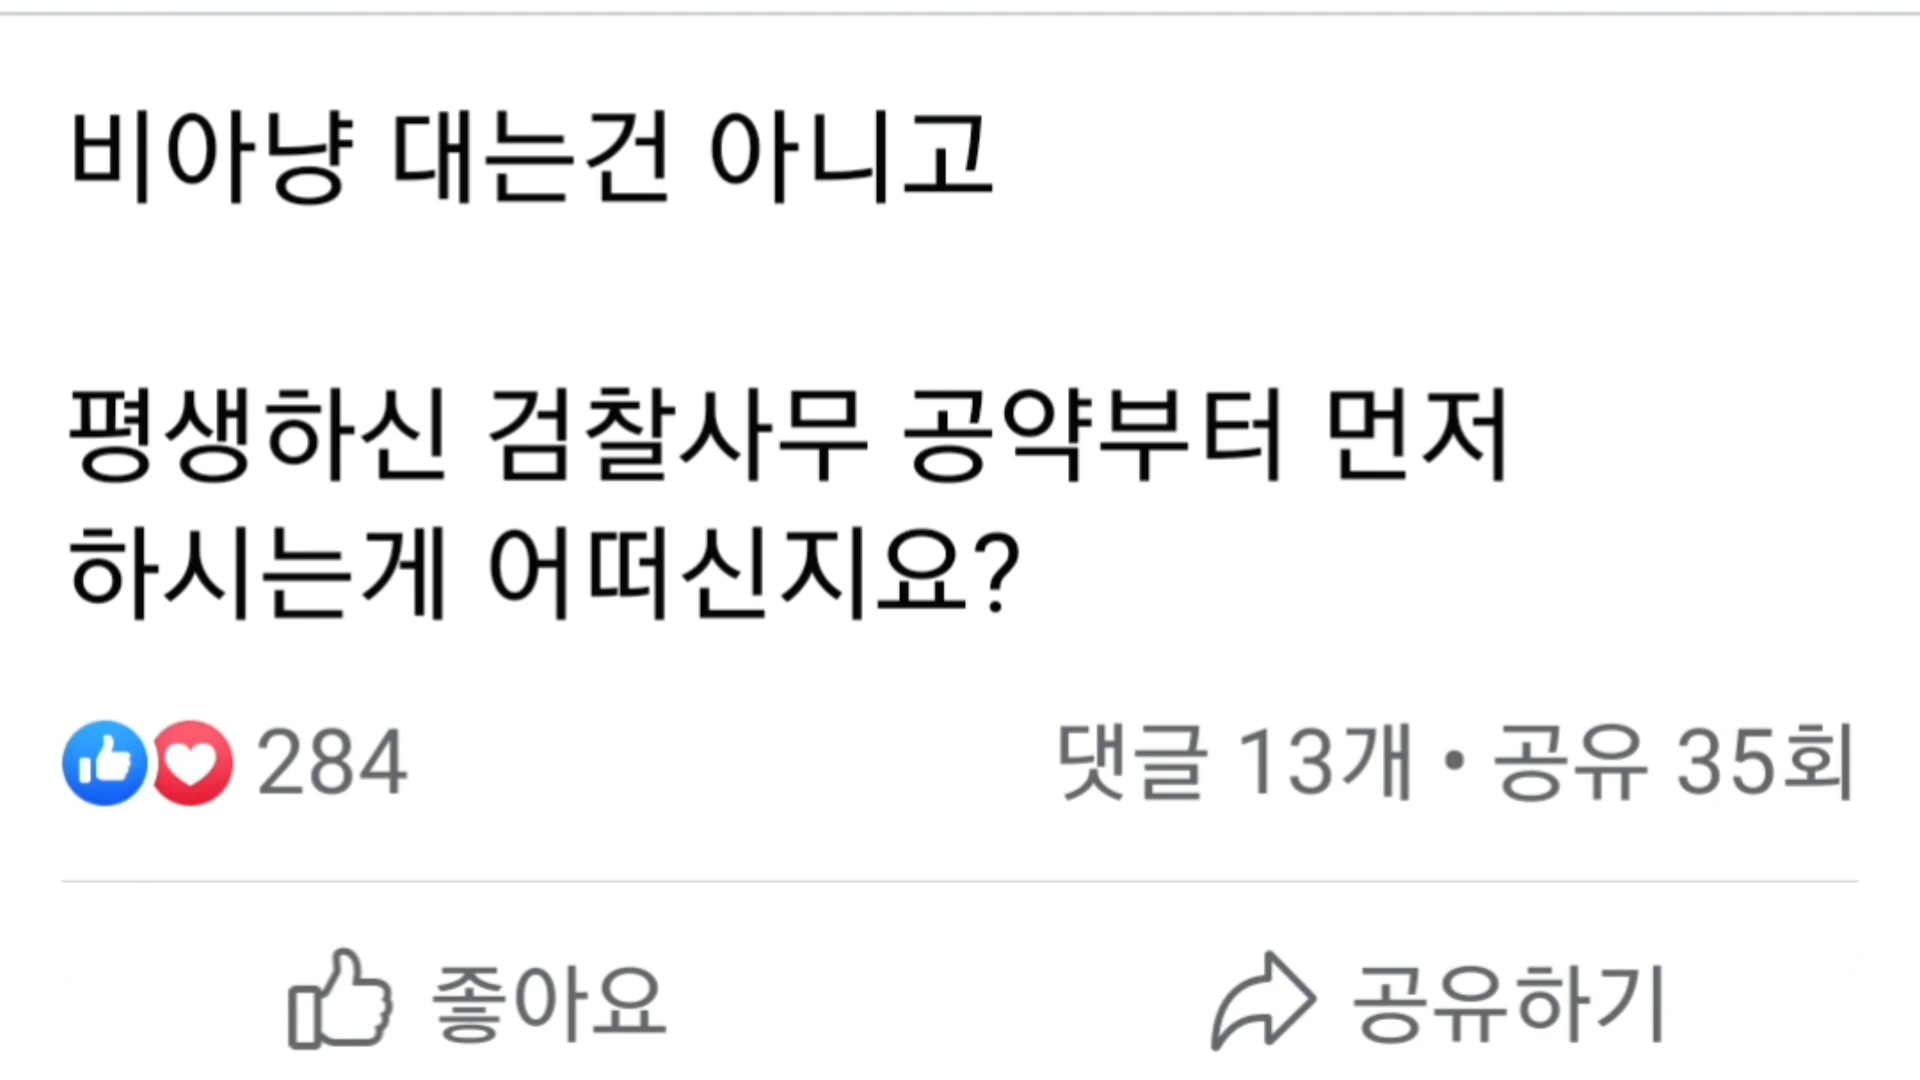 비아냥 대는건 아니고
평생하신 검찰사무 공약부터 먼저
하시는게 어떠신지요?
284 댓글 13개 • 공유 35회
좋아요 공유하기